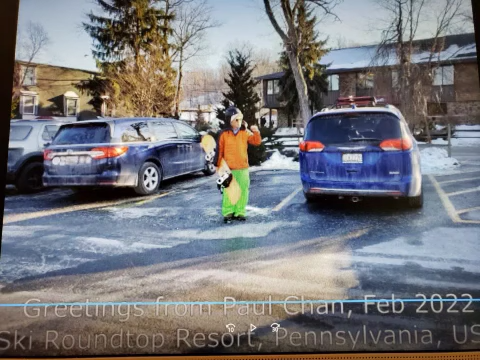 Greetings from Paul Chan, Feb 2022
Ski Roundtop Resort, Pennsylvania, US